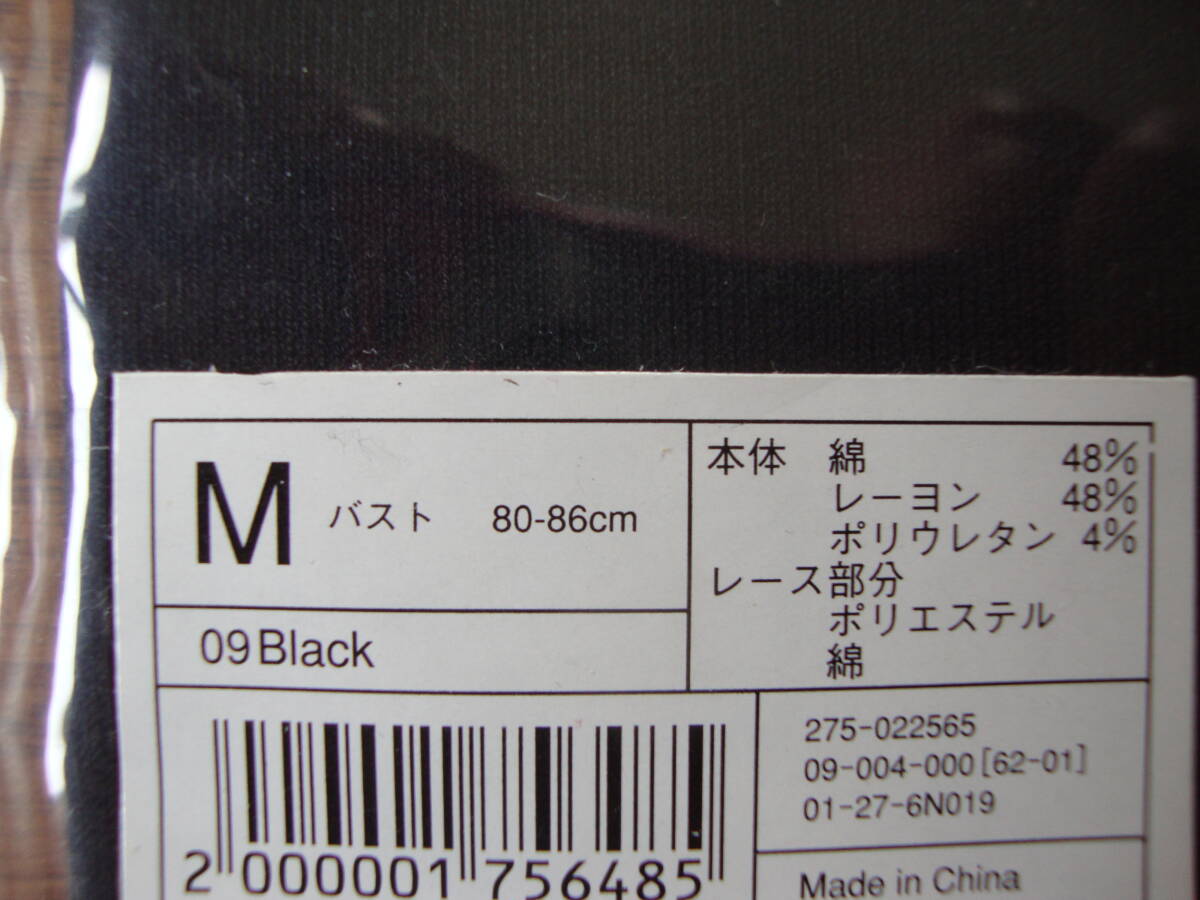 M バスト 80-86cm
09 Black
本体 綿 48%
レーヨン 48%
ポリウレタン 4%
レース部分
ポリエステル
綿
2 000001 756485
275-022565
09-004-000[62-01]
01-27-6N019
Made in China